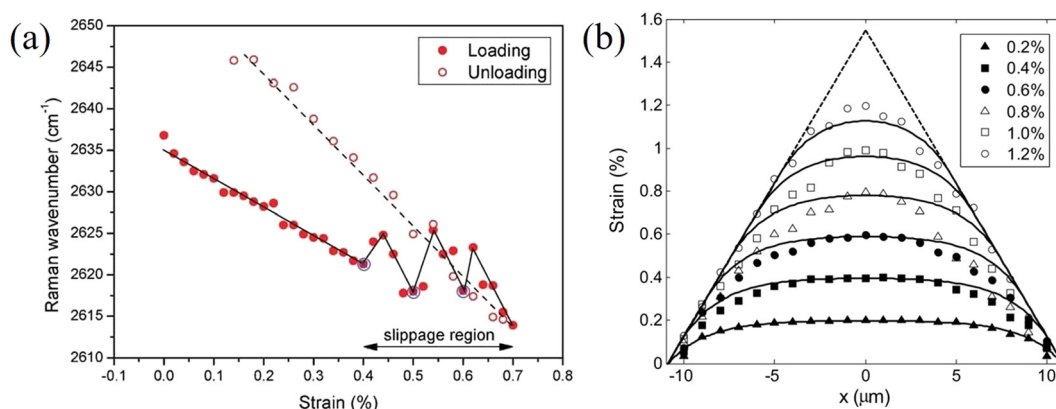 (a)
Raman wavenumber (cm⁻¹)
2650
2645
2640
2635
2630
2625
2620
2615
2610
Loading
Unloading
slippage region
-0.1 0.0 0.1 0.2 0.3 0.4 0.5 0.6 0.7 0.8
Strain (%)
(b)
Strain (%)
1.6
1.4
1.2
1
0.8
0.6
0.4
0.2
0
0.2%
0.4%
0.6%
0.8%
1.0%
1.2%
-10 -5 0 5 10
x (μm)